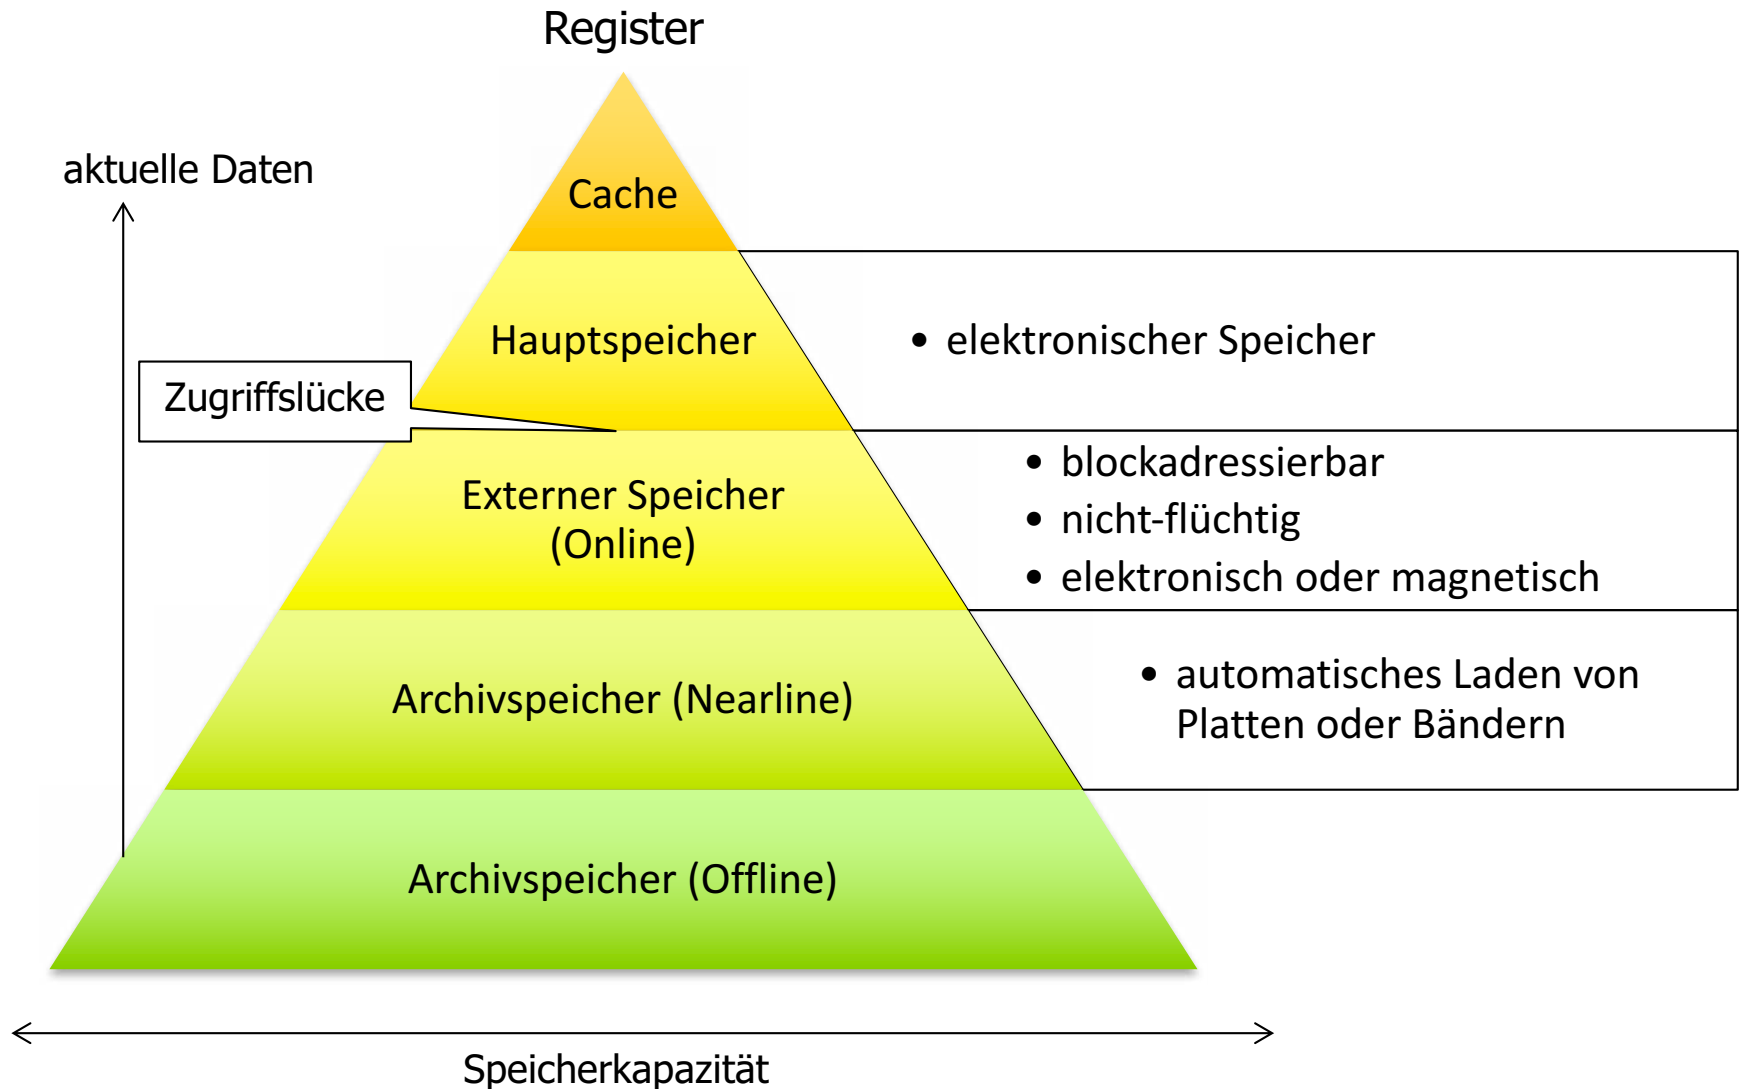 Register
aktuelle Daten
Cache
Hauptspeicher
• elektronischer Speicher
Zugriffslücke
Externer Speicher
(Online)
• blockadressierbar
• nicht-flüchtig
• elektronisch oder magnetisch
Archivspeicher (Nearline)
• automatisches Laden von
Platten oder Bändern
Archivspeicher (Offline)
Speicherkapazität